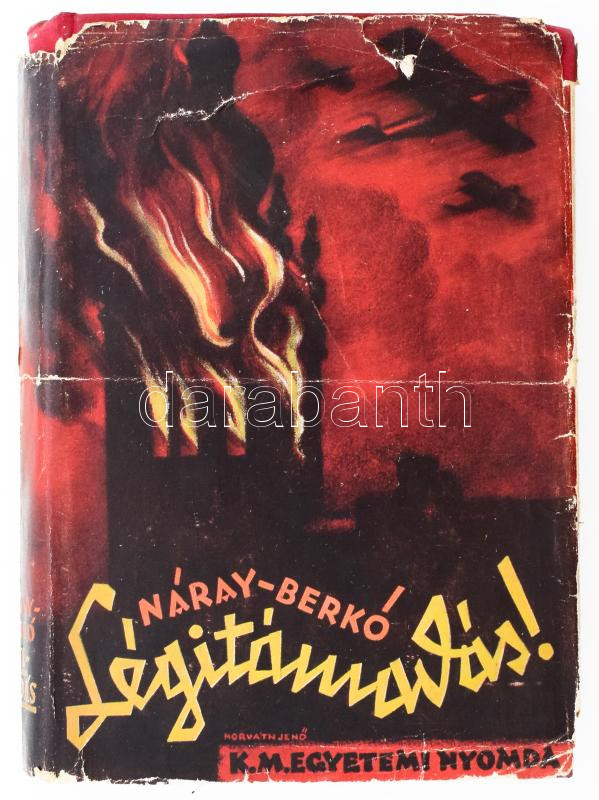 NÁRAY-BERKÓ
Légitámadás!
HORVÁTH JENŐ
K.M. EGYETEMI NYOMDA
darabanth